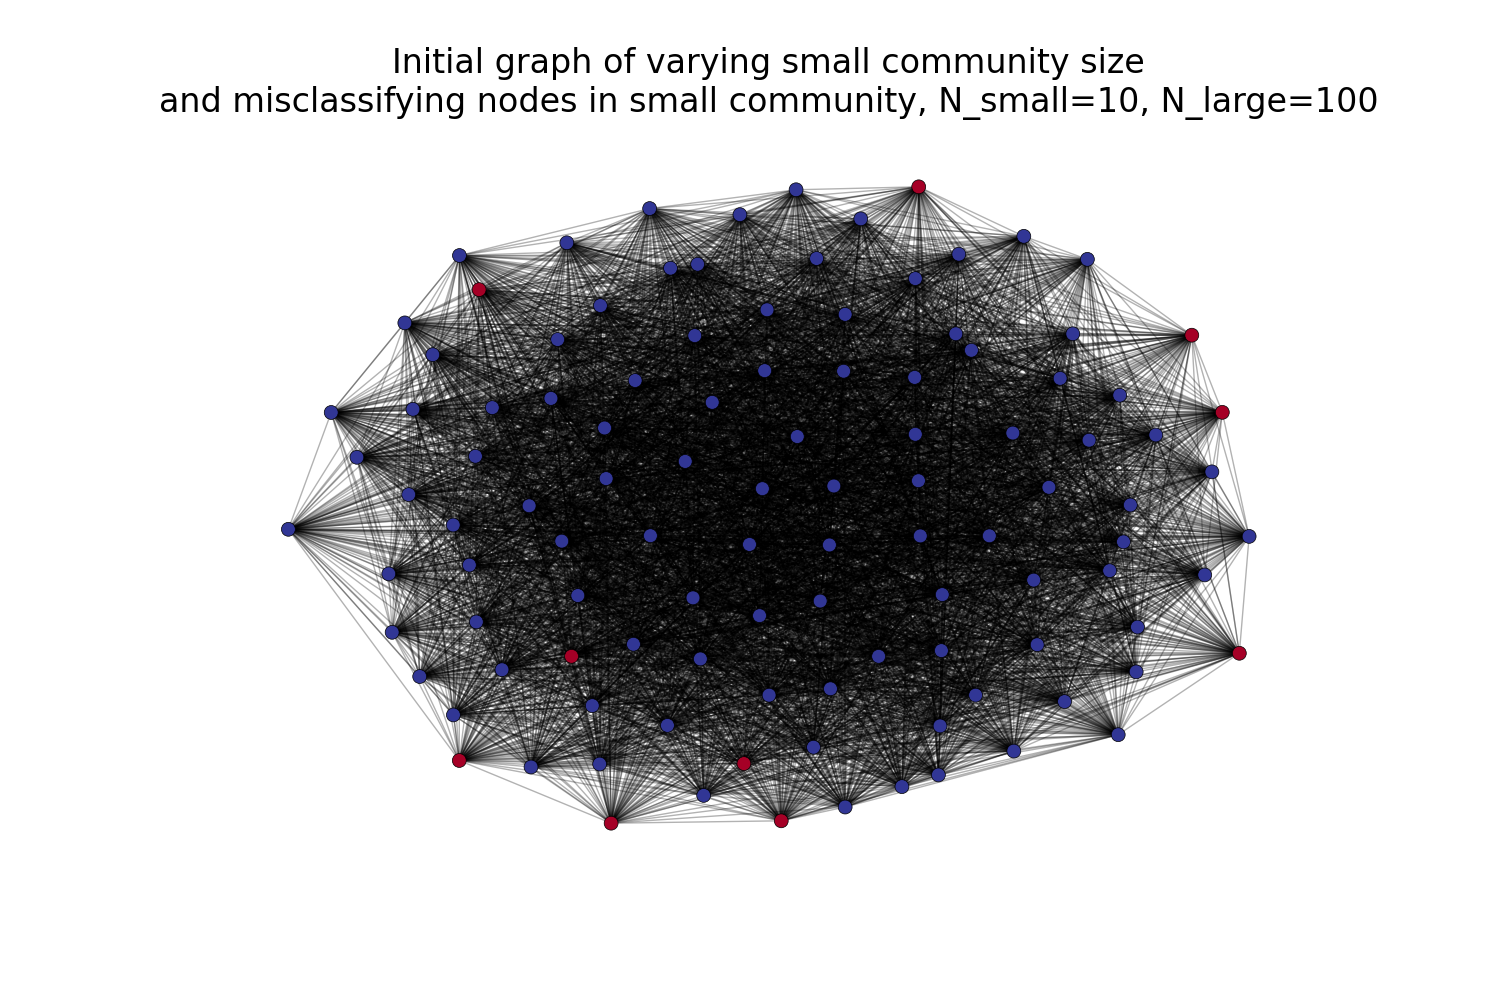 Initial graph of varying small community size
and misclassifying nodes in small community, N_small=10, N_large=100